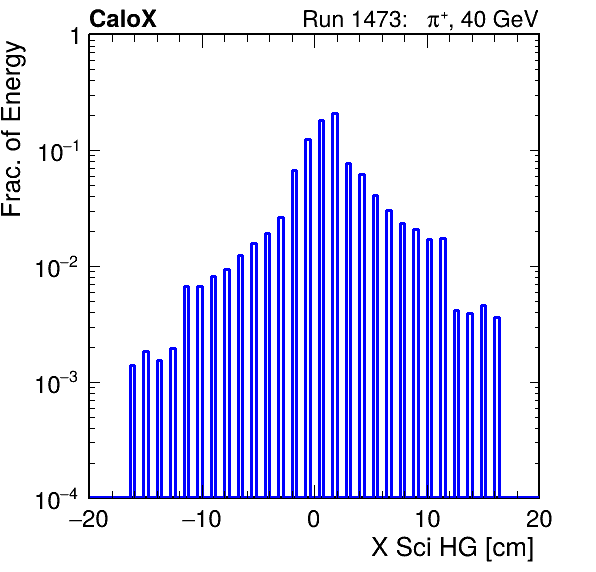 CaloX
Run 1473: π⁺, 40 GeV
Frac. of Energy
1
10⁻¹
10⁻²
10⁻³
10⁻⁴
−20 −10 0 10 20
X Sci HG [cm]